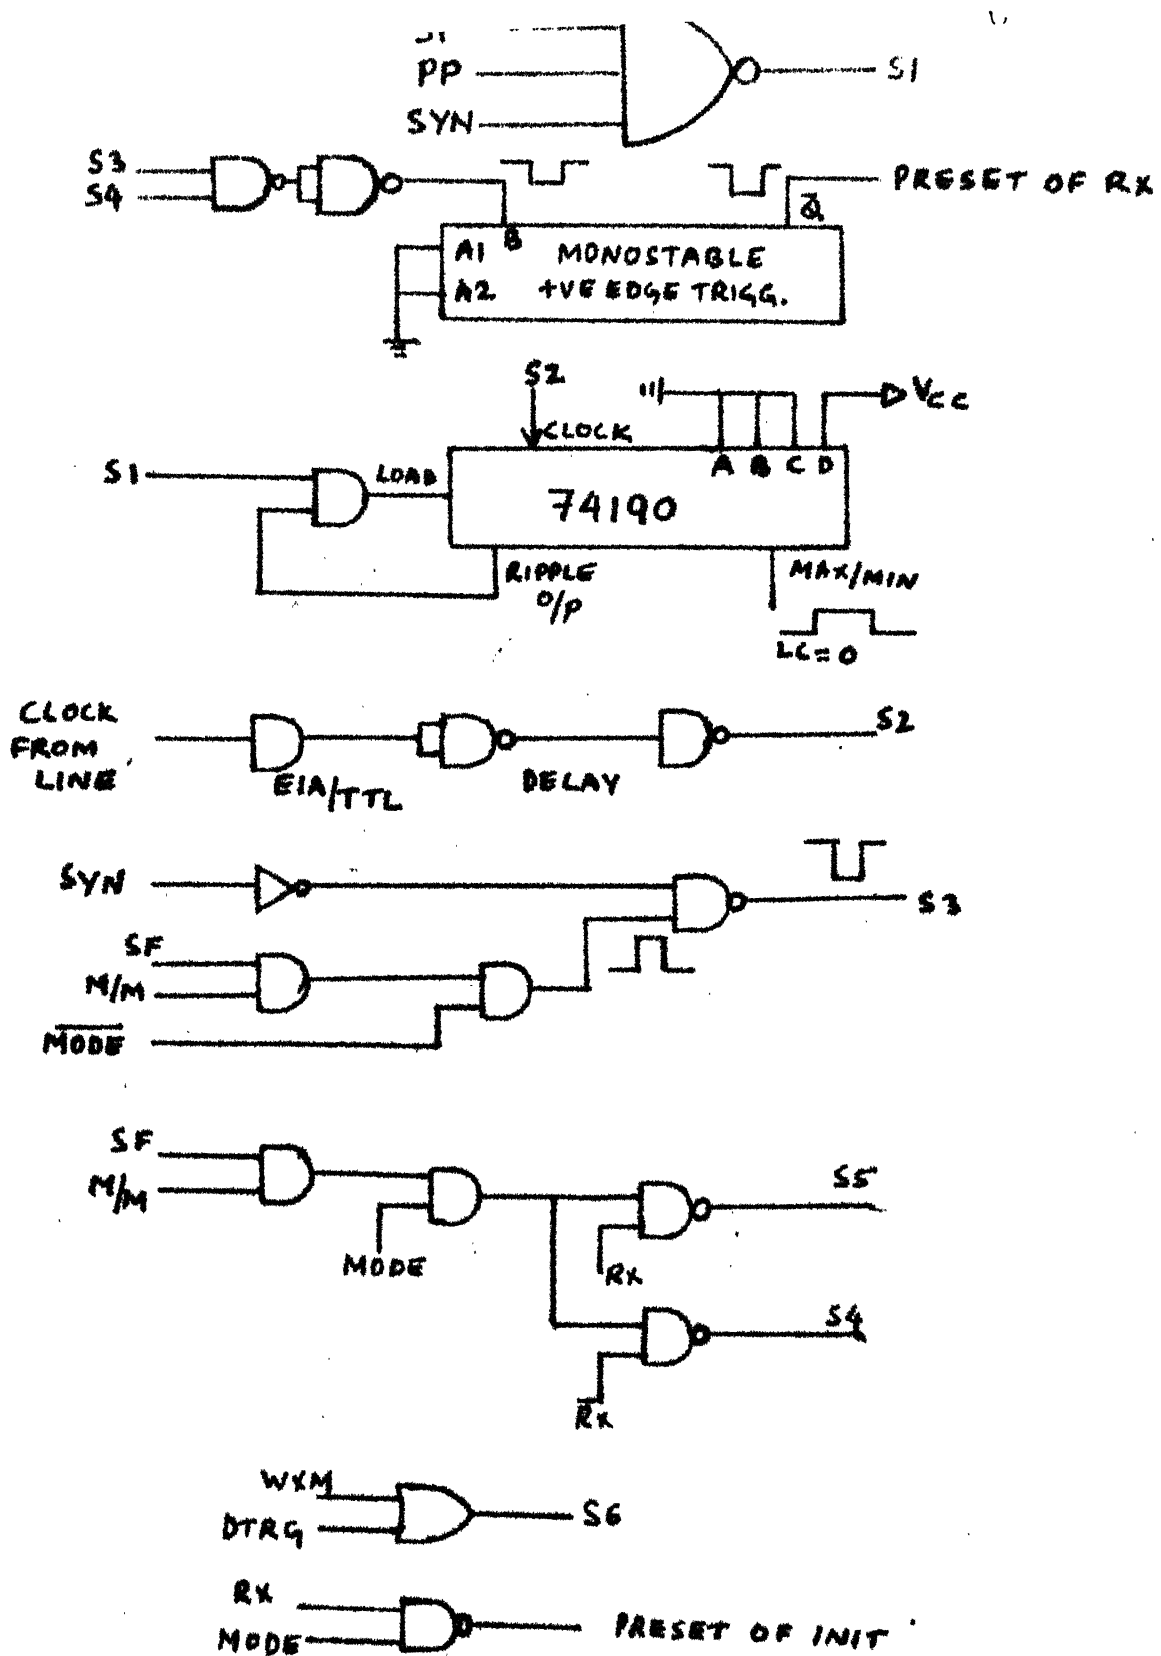 PP
S1
SYN
S3
S4
PRESET OF RX
Q̅
A1 B MONOSTABLE
A2 +VE EDGE TRIGG.
S2
CLOCK
VCC
A B C D
S1
LOAD
74190
RIPPLE
O/P
MAX/MIN
LC=0
CLOCK
FROM
LINE
EIA/TTL
DELAY
S2
SYN
S3
SF
M/M
M̅O̅D̅E̅
SF
M/M
MODE
S5
RX
S4
R̅X
WXM
DTRG
S6
RX
MODE
PRESET OF INIT